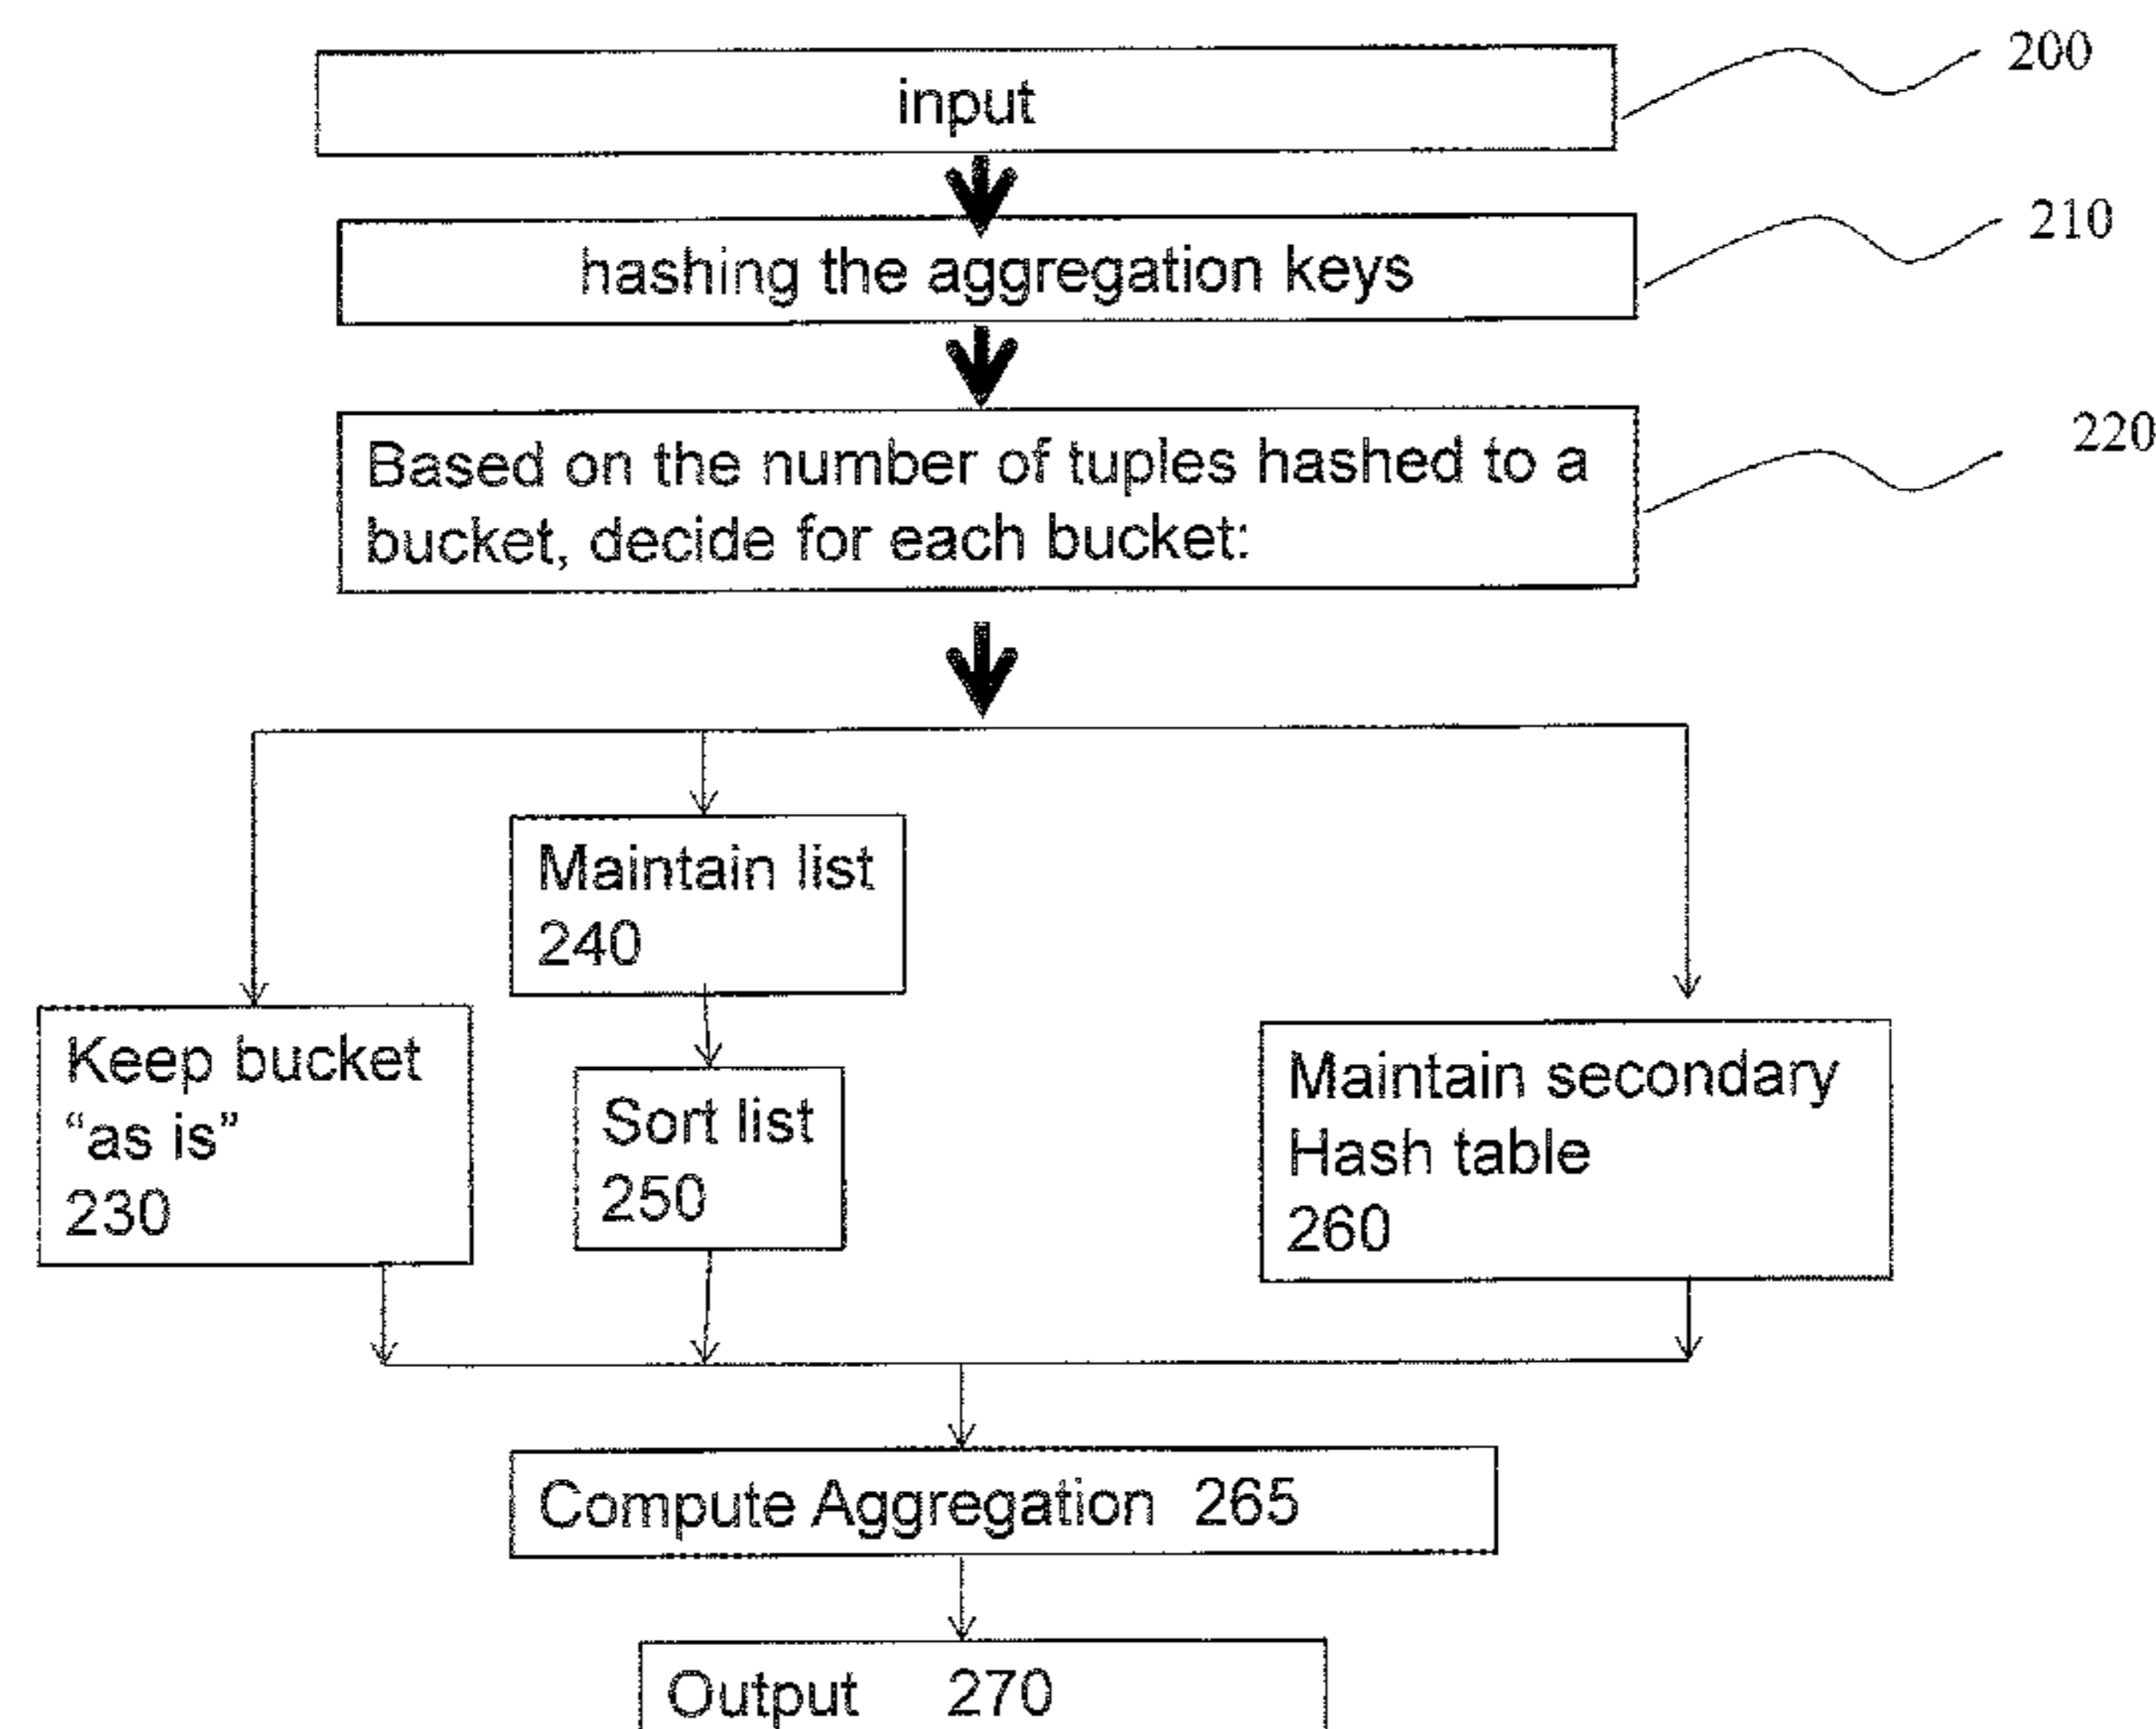 input
200
hashing the aggregation keys
210
Based on the number of tuples hashed to a
bucket, decide for each bucket:
220
Maintain list
240
Keep bucket
“as is”
230
Sort list
250
Maintain secondary
Hash table
260
Compute Aggregation 265
Output 270